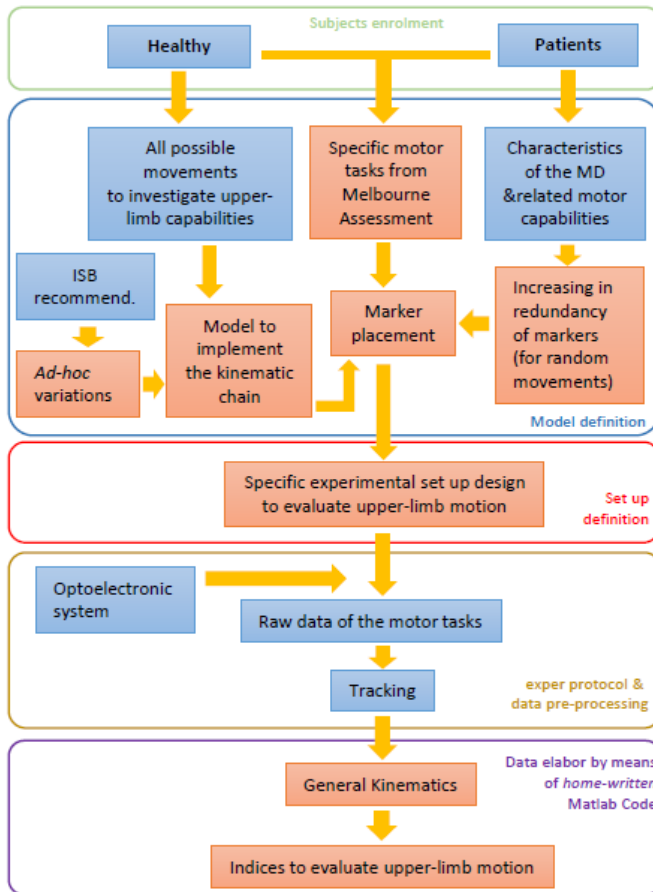 Subjects enrolment
Healthy
Patients
All possible
movements
to investigate upper-
limb capabilities
Specific motor
tasks from
Melbourne
Assessment
Characteristics
of the MD
&related motor
capabilities
ISB
recommend.
Ad-hoc
variations
Model to
implement
the kinematic
chain
Marker
placement
Increasing in
redundancy
of markers
(for random
movements)
Model definition
Specific experimental set up design
to evaluate upper-limb motion
Set up
definition
Optoelectronic
system
Raw data of the motor tasks
Tracking
exper protocol &
data pre-processing
Data elabor by means
of home-written
Matlab Code
General Kinematics
Indices to evaluate upper-limb motion